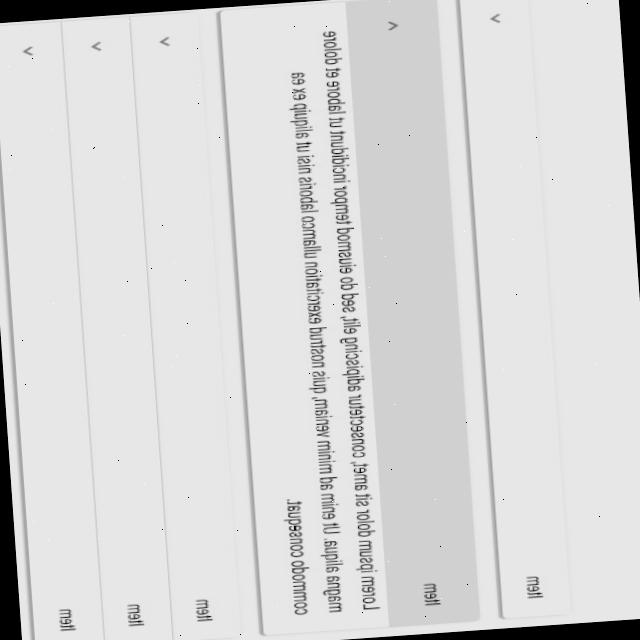 Item
Item
Lorem ipsum dolor sit amet, consectetur adipiscing elit, sed do eiusmod tempor incididunt ut labore et dolore
magna aliqua. Ut enim ad minim veniam, quis nostrud exercitation ullamco laboris nisi ut aliquip ex ea
commodo consequat.
Item
Item
Item